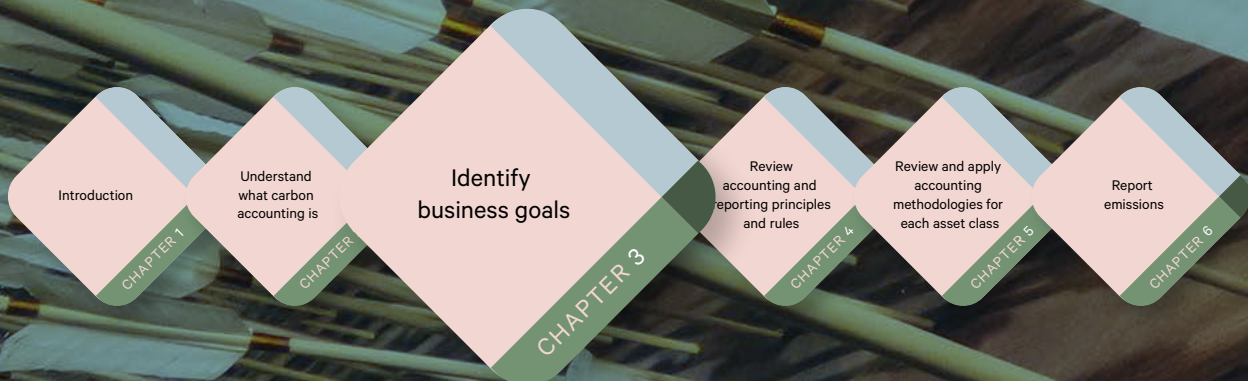 Introduction
CHAPTER 1
Understand
what carbon
accounting is
CHAPTER
Identify
business goals
CHAPTER 3
Review
accounting and
reporting principles
and rules
CHAPTER 4
Review and apply
accounting
methodologies for
each asset class
CHAPTER 5
Report
emissions
CHAPTER 6